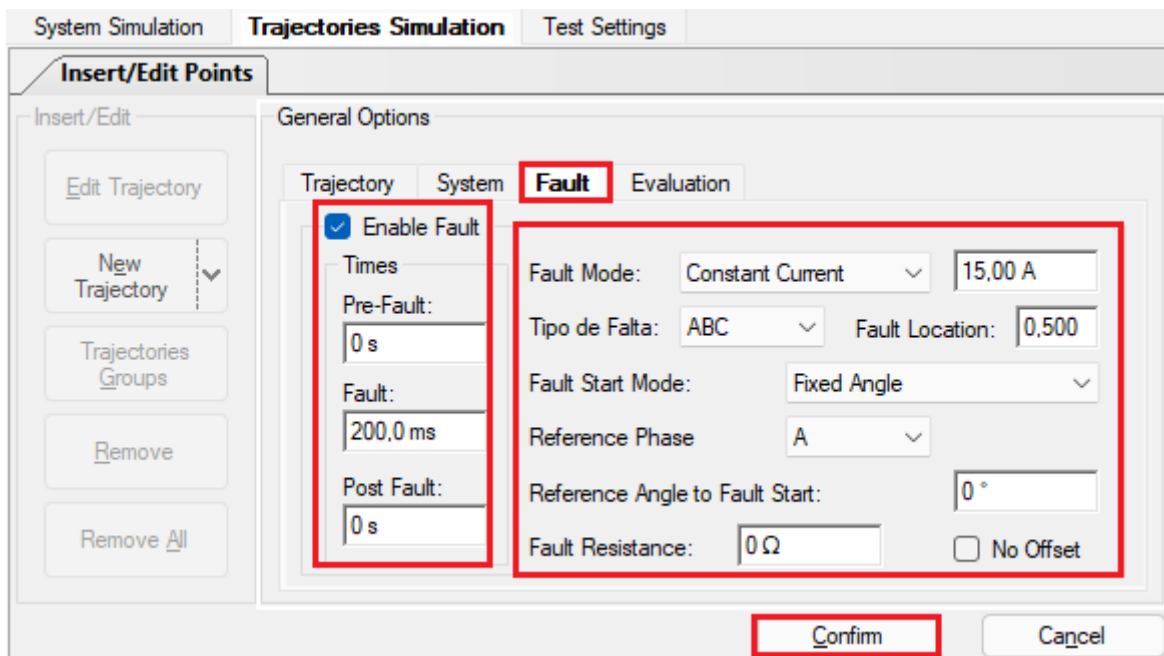 System Simulation Trajectories Simulation Test Settings
Insert/Edit Points
Insert/Edit
Edit Trajectory
New
Trajectory
Trajectories
Groups
Remove
Remove All
General Options
Trajectory System Fault Evaluation
Enable Fault
Times
Pre-Fault:
0 s
Fault:
200,0 ms
Post Fault:
0 s
Fault Mode: Constant Current 15,00 A
Tipo de Falta: ABC Fault Location: 0,500
Fault Start Mode: Fixed Angle
Reference Phase A
Reference Angle to Fault Start: 0 °
Fault Resistance: 0 Ω No Offset
Confirm Cancel